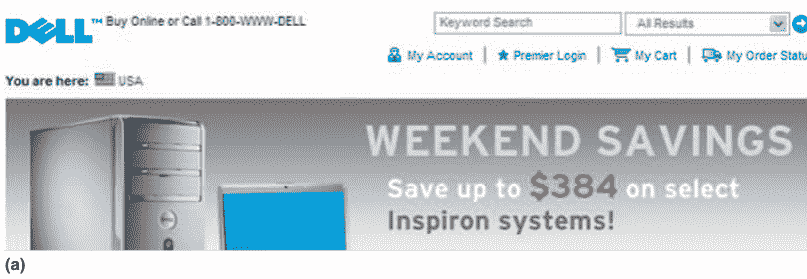 DELL™ Buy Online or Call 1-800-WWW-DELL
Keyword Search
All Results
My Account | Premier Login | My Cart | My Order Statu
You are here: USA
WEEKEND SAVINGS
Save up to $384 on select
Inspiron systems!
(a)